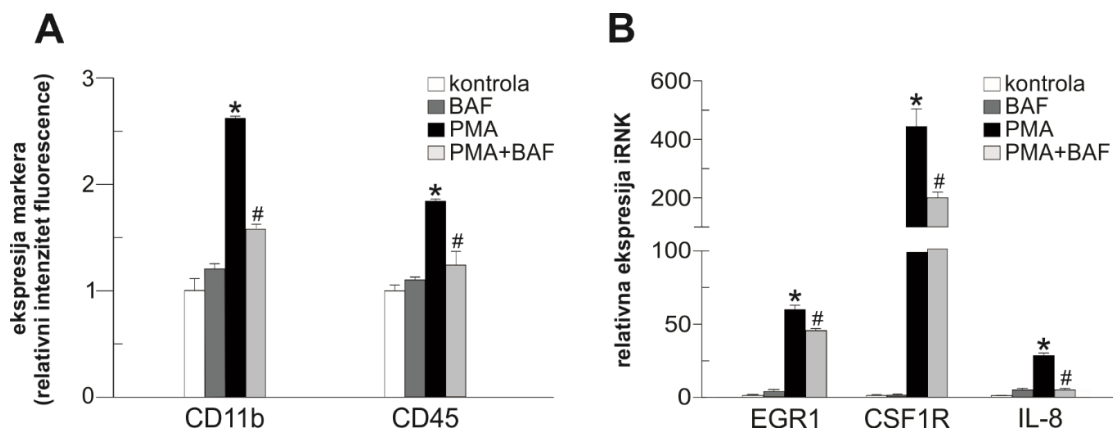 A
ekspresija markera
(relativni intenzitet fluorescence)
3
2
1
0
kontrola
BAF
PMA
PMA+BAF
*
#
*
#
CD11b
CD45
B
relativna ekspresija iRNK
600
400
200
100
50
0
kontrola
BAF
PMA
PMA+BAF
*
#
*
#
*
#
EGR1
CSF1R
IL-8